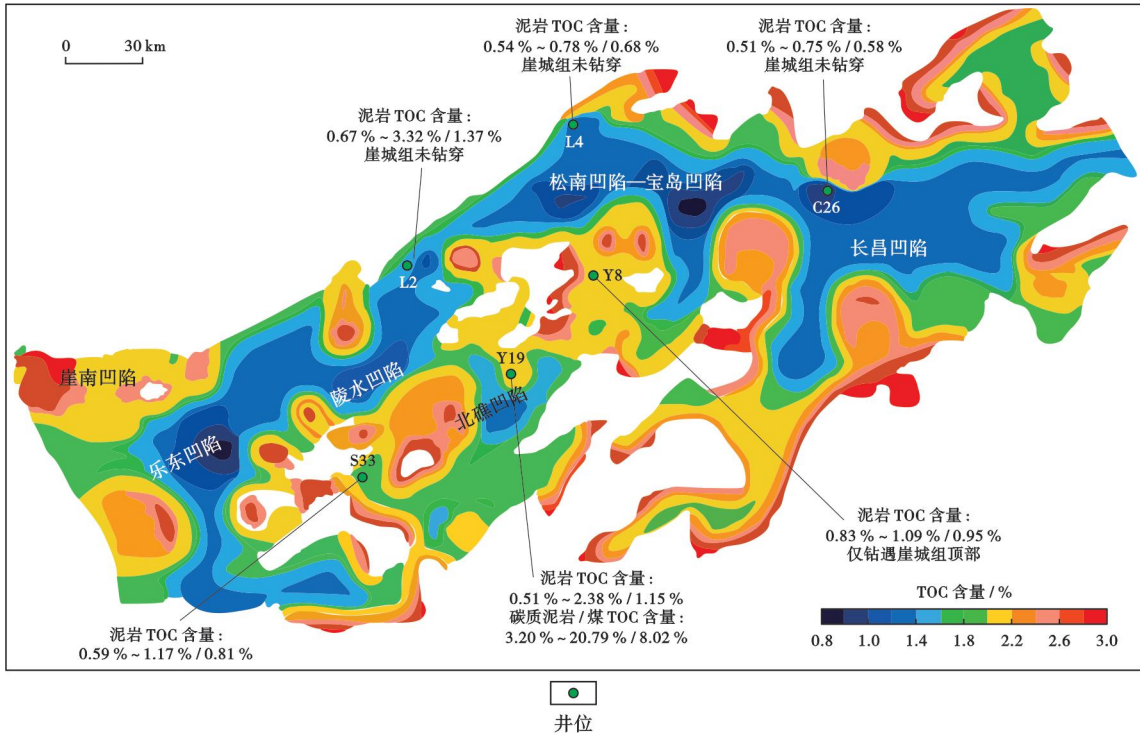 0 30 km
泥岩 TOC 含量：
0.54 % ~ 0.78 % / 0.68 %
崖城组未钻穿
泥岩 TOC 含量：
0.51 % ~ 0.75 % / 0.58 %
崖城组未钻穿
泥岩 TOC 含量：
0.67 % ~ 3.32 % / 1.37 %
崖城组未钻穿
L4
松南凹陷—宝岛凹陷
C26
长昌凹陷
L2
Y8
崖南凹陷
陵水凹陷
Y19
北礁凹陷
乐东凹陷
S33
泥岩 TOC 含量：
0.83 % ~ 1.09 % / 0.95 %
仅钻遇崖城组顶部
泥岩 TOC 含量：
0.51 % ~ 2.38 % / 1.15 %
碳质泥岩 / 煤 TOC 含量：
3.20 % ~ 20.79 % / 8.02 %
泥岩 TOC 含量：
0.59 % ~ 1.17 % / 0.81 %
TOC 含量 / %
0.8 1.0 1.4 1.8 2.2 2.6 3.0
井位